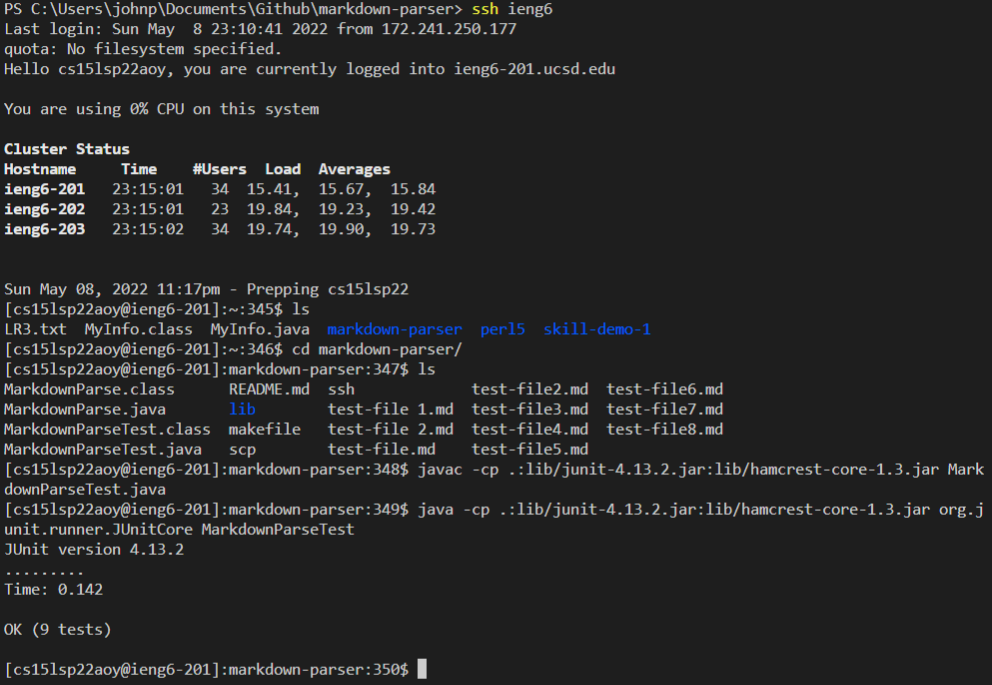 PS C:\Users\johnp\Documents\Github\markdown-parser> ssh ieng6
Last login: Sun May  8 23:10:41 2022 from 172.241.250.177
quota: No filesystem specified.
Hello cs15lsp22aoy, you are currently logged into ieng6-201.ucsd.edu
You are using 0% CPU on this system
Cluster Status
Hostname     Time    #Users  Load  Averages
ieng6-201   23:15:01   34  15.41,  15.67,  15.84
ieng6-202   23:15:01   23  19.84,  19.23,  19.42
ieng6-203   23:15:02   34  19.74,  19.90,  19.73
Sun May 08, 2022 11:17pm - Prepping cs15lsp22
[cs15lsp22aoy@ieng6-201]:~:345$ ls
LR3.txt  MyInfo.class  MyInfo.java  markdown-parser  perl5  skill-demo-1
[cs15lsp22aoy@ieng6-201]:~:346$ cd markdown-parser/
[cs15lsp22aoy@ieng6-201]:markdown-parser:347$ ls
MarkdownParse.class      README.md  ssh             test-file2.md  test-file6.md
MarkdownParse.java       lib        test-file 1.md  test-file3.md  test-file7.md
MarkdownParseTest.class  makefile   test-file 2.md  test-file4.md  test-file8.md
MarkdownParseTest.java   scp        test-file.md    test-file5.md
[cs15lsp22aoy@ieng6-201]:markdown-parser:348$ javac -cp .:lib/junit-4.13.2.jar:lib/hamcrest-core-1.3.jar Mark
downParseTest.java
[cs15lsp22aoy@ieng6-201]:markdown-parser:349$ java -cp .:lib/junit-4.13.2.jar:lib/hamcrest-core-1.3.jar org.j
unit.runner.JUnitCore MarkdownParseTest
JUnit version 4.13.2
.........
Time: 0.142
OK (9 tests)
[cs15lsp22aoy@ieng6-201]:markdown-parser:350$